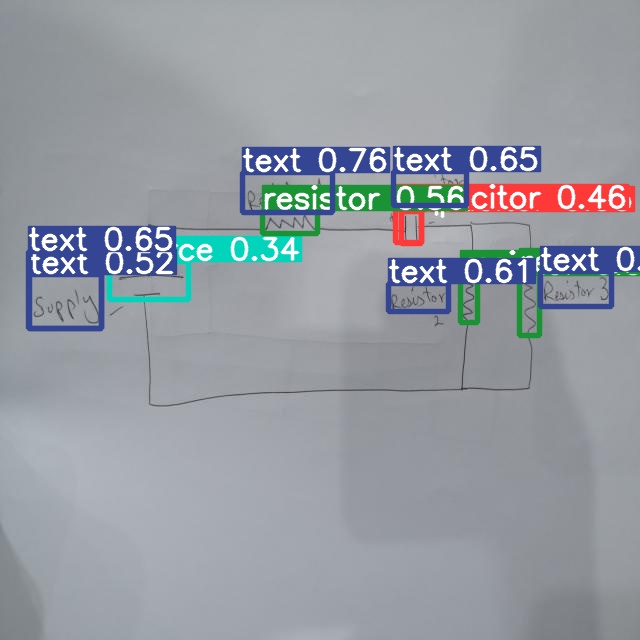 text 0.76
text 0.65
resistor 0.56
citor 0.46
text 0.65
ce 0.34
text 0.52
text 0.61
text 0.
Supply
Resistor
2
Resistor 3